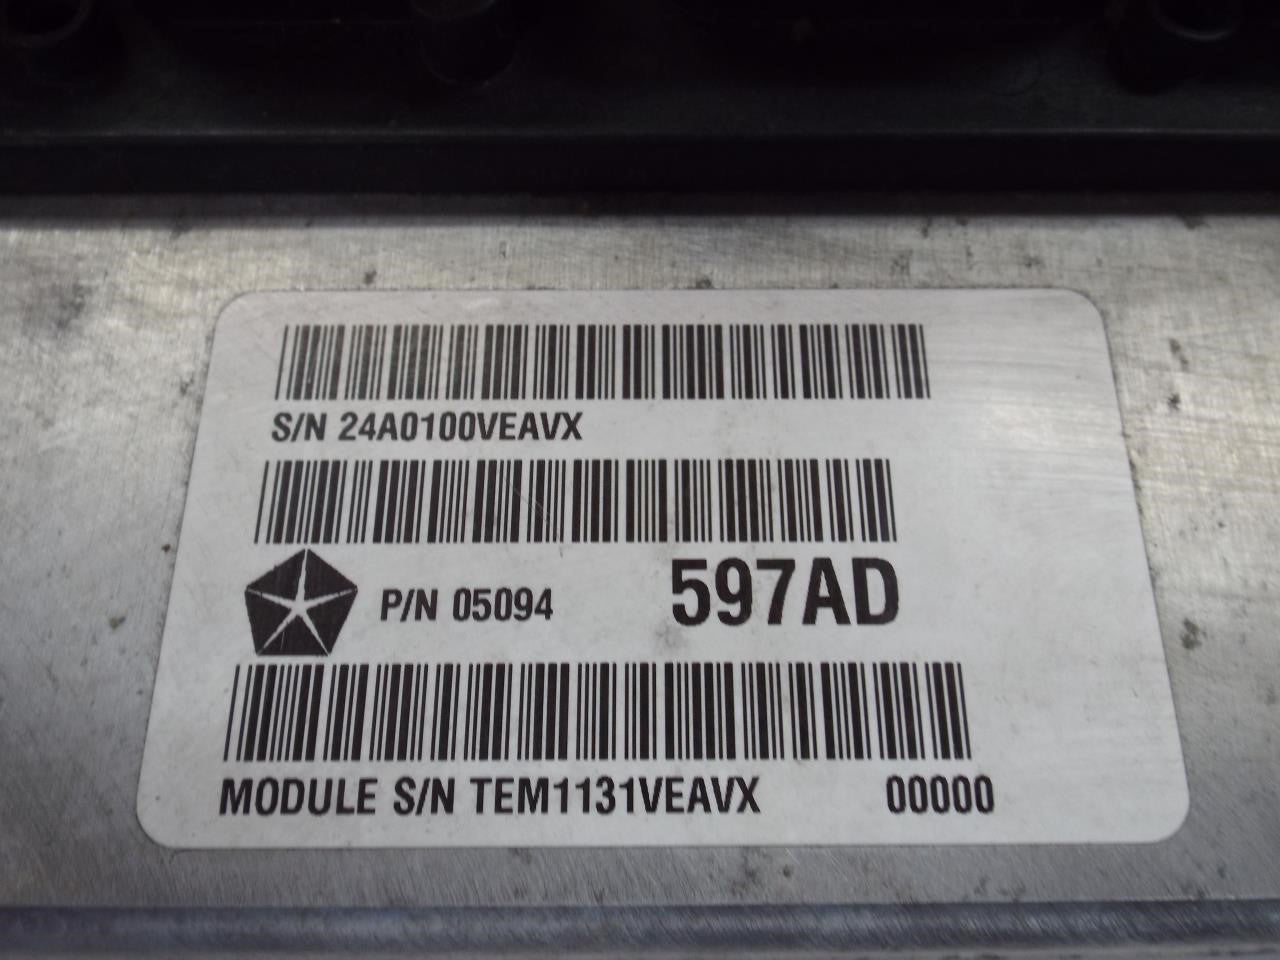 S/N 24A0100VEAVX
P/N 05094 597AD
MODULE S/N TEM1131VEAVX 00000